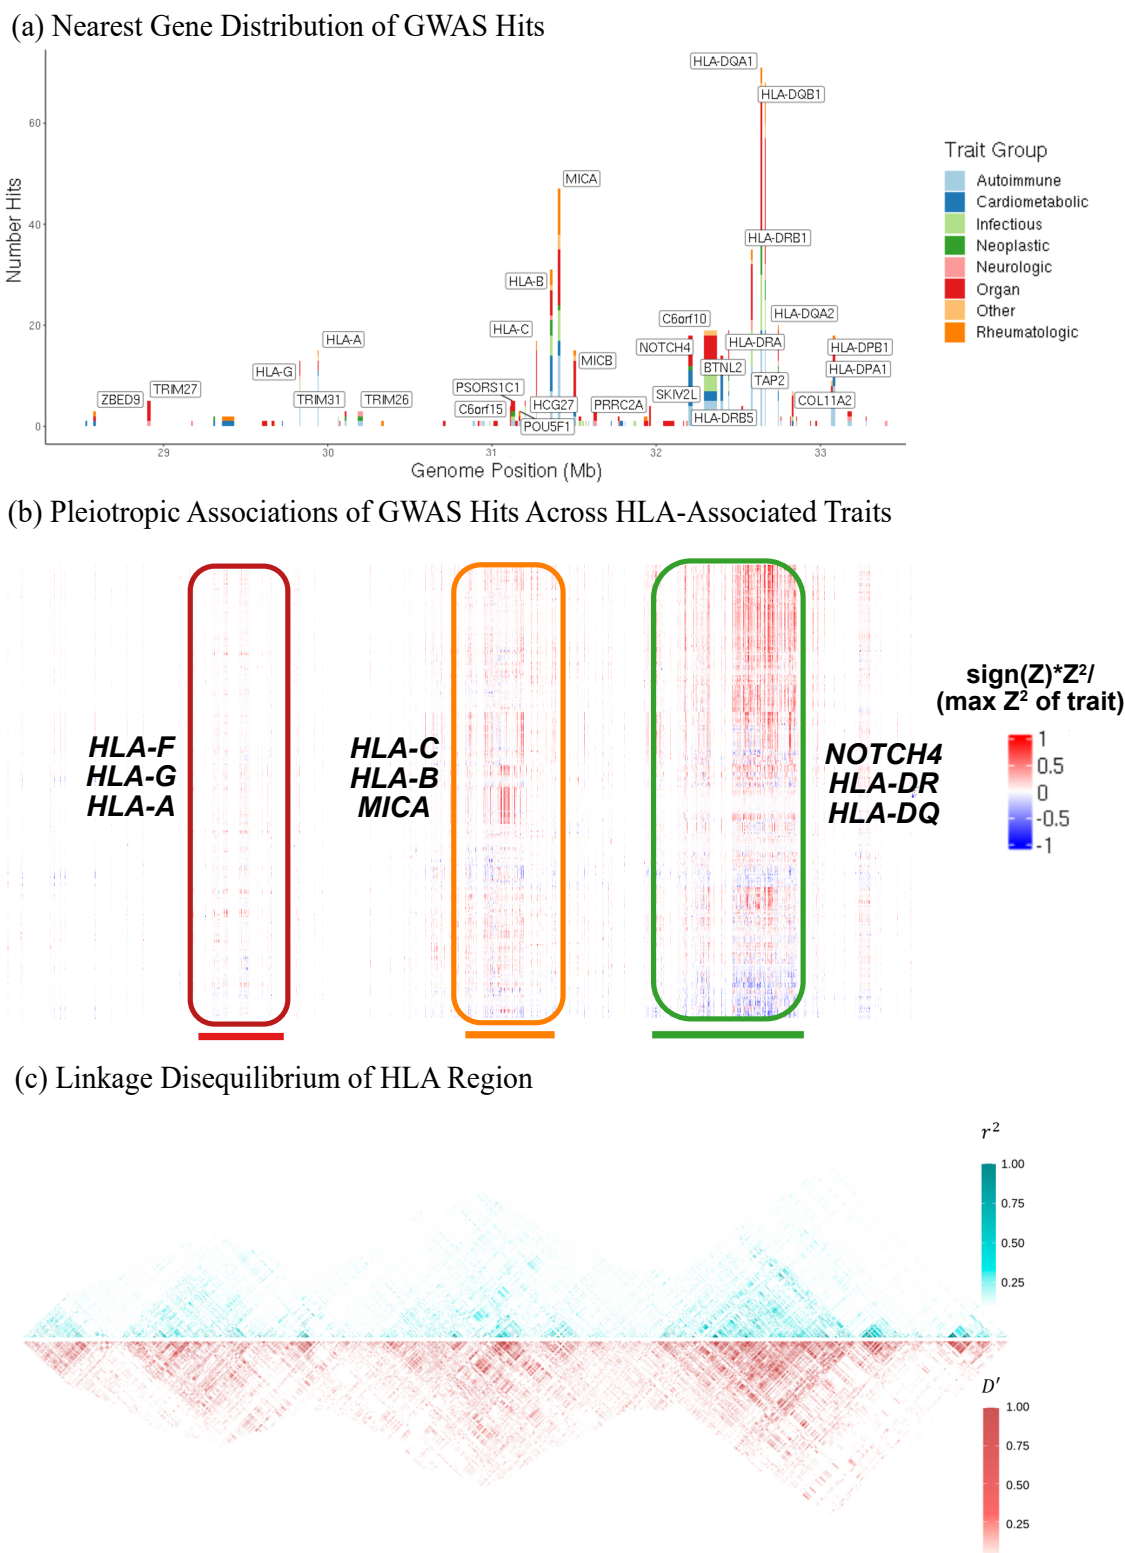 (a) Nearest Gene Distribution of GWAS Hits
HLA-DQA1
HLA-DQB1
60
Trait Group
Autoimmune
Cardiometabolic
Infectious
Neoplastic
Neurologic
Organ
Other
Rheumatologic
MICA
Number Hits
40
HLA-DRB1
HLA-B
C6orf10
HLA-DQA2
20
HLA-C
HLA-A
NOTCH4
HLA-DRA
HLA-DPB1
MICB
BTNL2
HLA-DPA1
HLA-G
TAP2
ZBED9
TRIM27
PSORS1C1
SKIV2L
TRIM31
TRIM26
C6orf15
HCG27
PRRC2A
COL11A2
HLA-DRB5
POU5F1
0
29
30
31
32
33
Genome Position (Mb)
(b) Pleiotropic Associations of GWAS Hits Across HLA-Associated Traits
sign(Z)*Z²/
(max Z² of trait)
1
0.5
0
-0.5
-1
HLA-F
HLA-G
HLA-A
HLA-C
HLA-B
MICA
NOTCH4
HLA-DR
HLA-DQ
(c) Linkage Disequilibrium of HLA Region
r²
1.00
0.75
0.50
0.25
D′
1.00
0.75
0.50
0.25